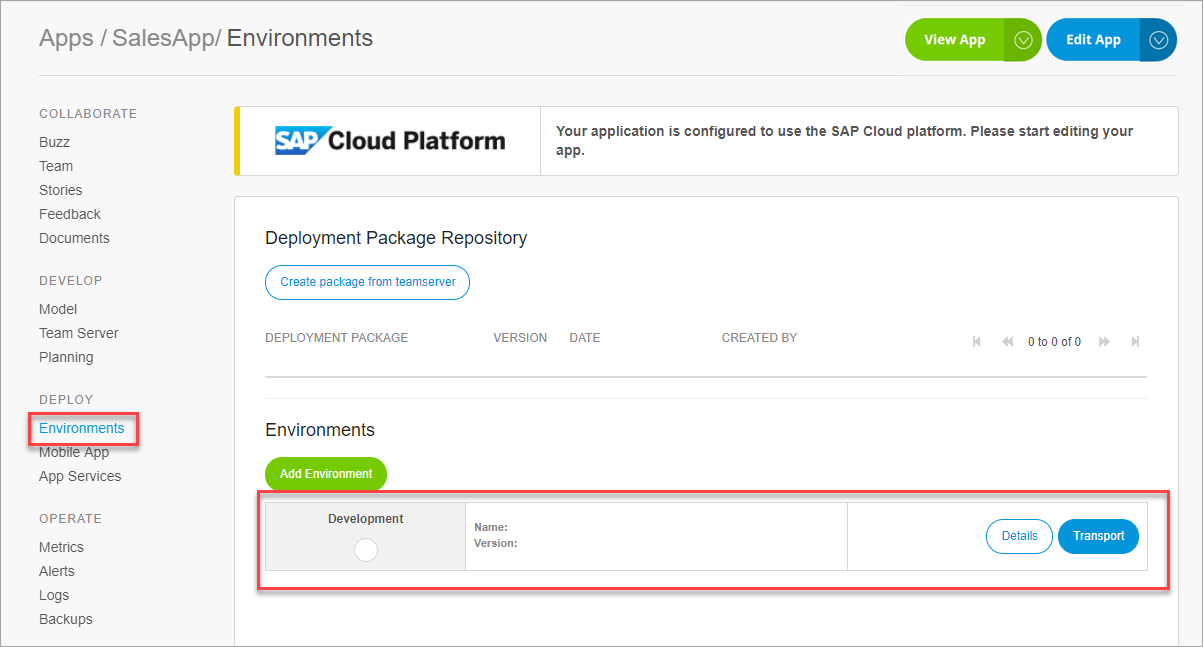 Apps / SalesApp/ Environments
View App
Edit App
COLLABORATE
Buzz
Team
Stories
Feedback
Documents
DEVELOP
Model
Team Server
Planning
DEPLOY
Environments
Mobile App
App Services
OPERATE
Metrics
Alerts
Logs
Backups
SAP Cloud Platform
Your application is configured to use the SAP Cloud platform. Please start editing your
app.
Deployment Package Repository
Create package from teamserver
DEPLOYMENT PACKAGE VERSION DATE CREATED BY 0 to 0 of 0
Environments
Add Environment
Development
Name:
Version:
Details
Transport